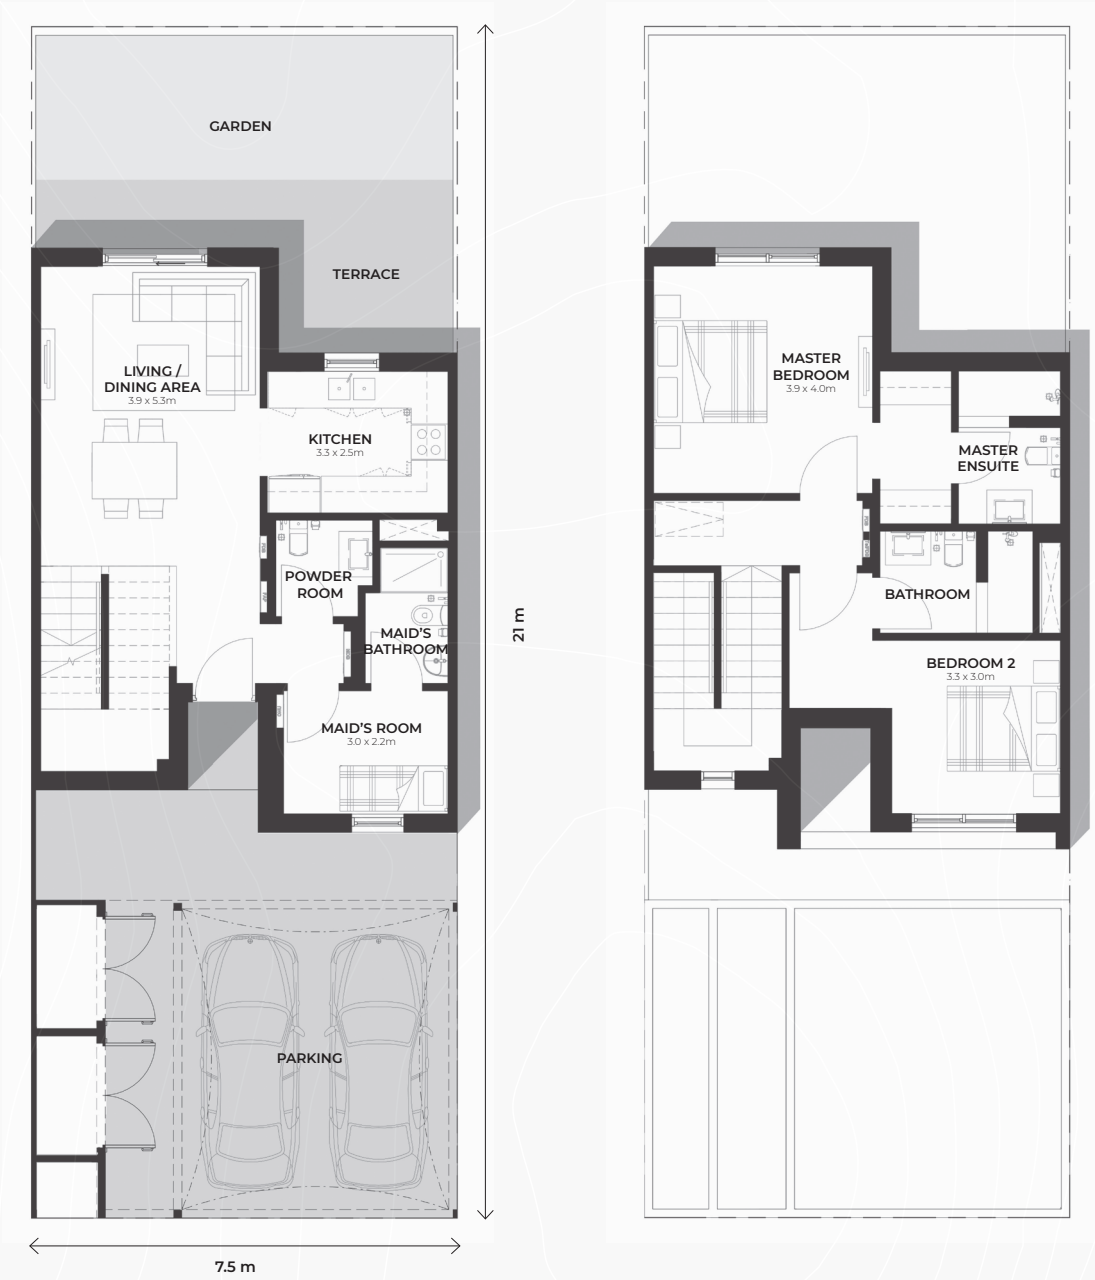 GARDEN
TERRACE
LIVING /
DINING AREA
3.9 x 5.3m
KITCHEN
3.3 x 2.5m
POWDER
ROOM
MAID'S
BATHROOM
MAID'S ROOM
3.0 x 2.2m
PARKING
21 m
7.5 m
MASTER
BEDROOM
3.9 x 4.0m
MASTER
ENSUITE
BATHROOM
BEDROOM 2
3.3 x 3.0m